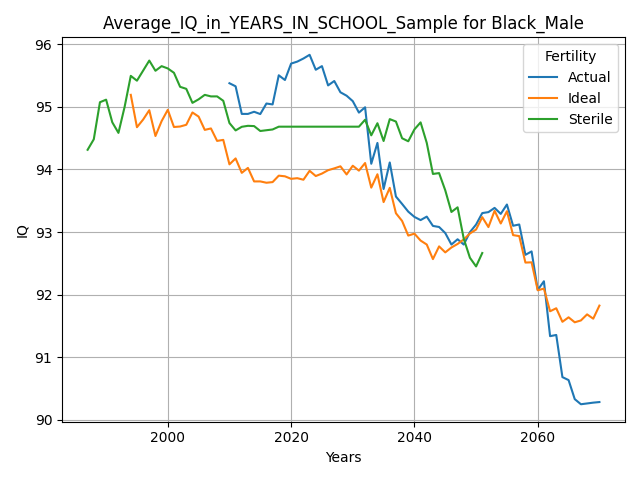 Average_IQ_in_YEARS_IN_SCHOOL_Sample for Black_Male
96
95
94
93
92
91
90
IQ
2000
2020
2040
2060
Years
Fertility
Actual
Ideal
Sterile